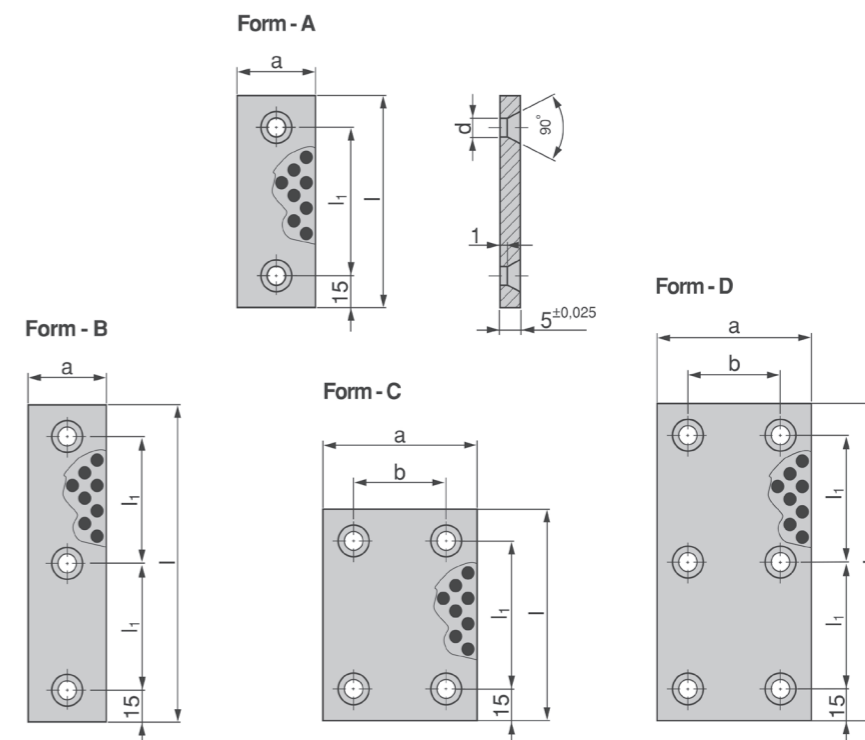 Form - A
a
d
90°
l₁
l
1
15
5±0,025
Form - B
a
l₁
l
l₁
15
Form - C
a
b
l₁
l
15
Form - D
a
b
l₁
l₁
15